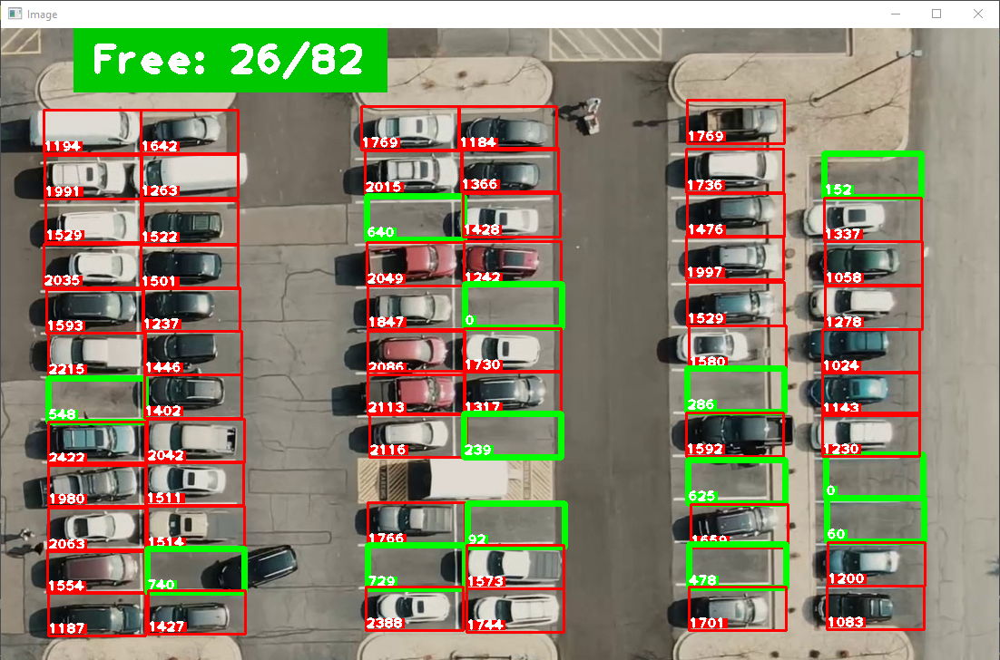 Image
Free: 26/82
1194 1642 1769 1184 1769
1991 1263 2015 1366 1736 152
1529 1522 640 1428 1476 1337
2035 1501 2049 1242 1997 1058
1593 1237 1847 0 1529 1278
2215 1446 2086 1730 1580 1024
548 1402 2113 1317 286 1143
2422 2042 2116 239 1592 1230
1980 1511 625 0
2063 1514 1766 92 1659 60
1554 740 729 1573 478 1200
1187 1427 2388 1744 1701 1083